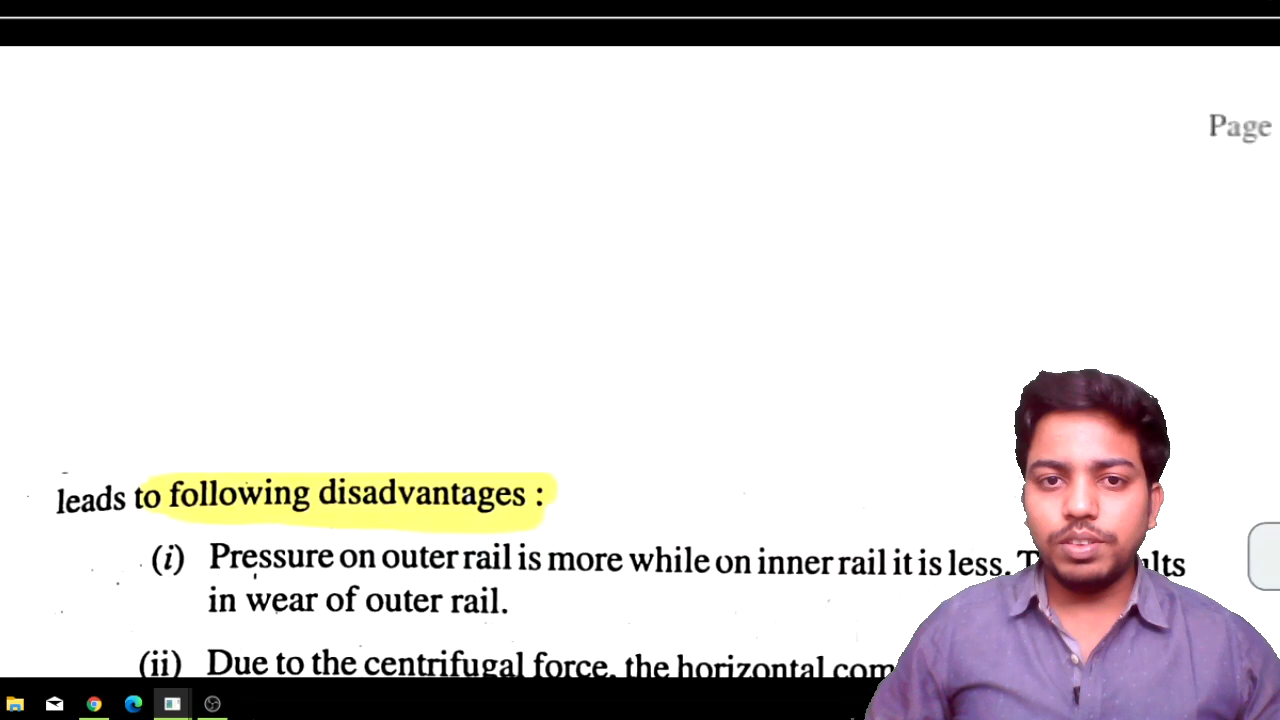 Page
leads to following disadvantages :
(i) Pressure on outer rail is more while on inner rail it is less.
in wear of outer rail.
(ii) Due to the centrifugal force, the horizontal